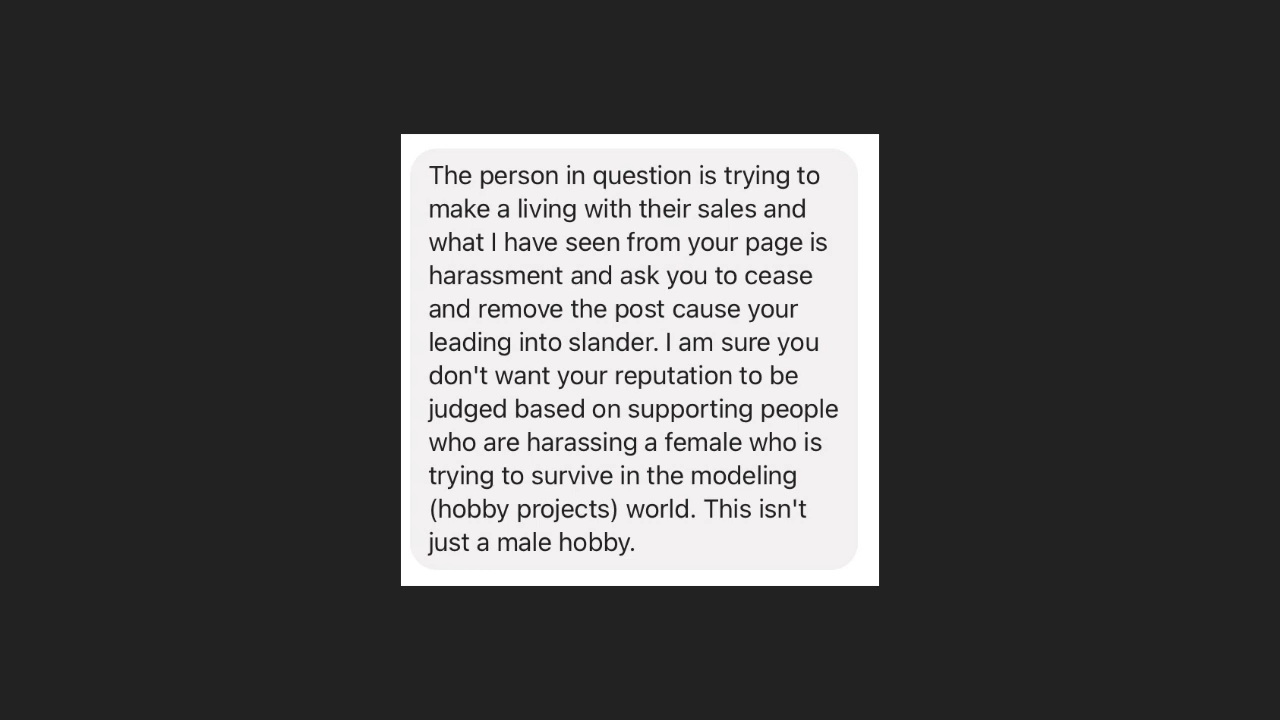 The person in question is trying to
make a living with their sales and
what I have seen from your page is
harassment and ask you to cease
and remove the post cause your
leading into slander. I am sure you
don't want your reputation to be
judged based on supporting people
who are harassing a female who is
trying to survive in the modeling
(hobby projects) world. This isn't
just a male hobby.